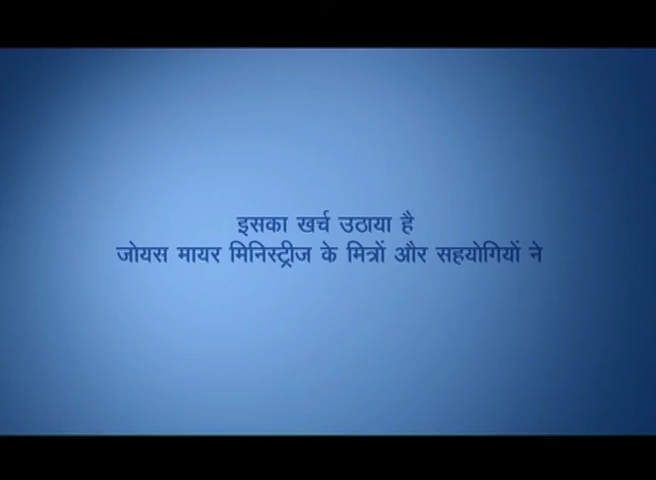 इसका खर्च उठाया है
जोयस मायर मिनिस्ट्रीज के मित्रों और सहयोगियों ने